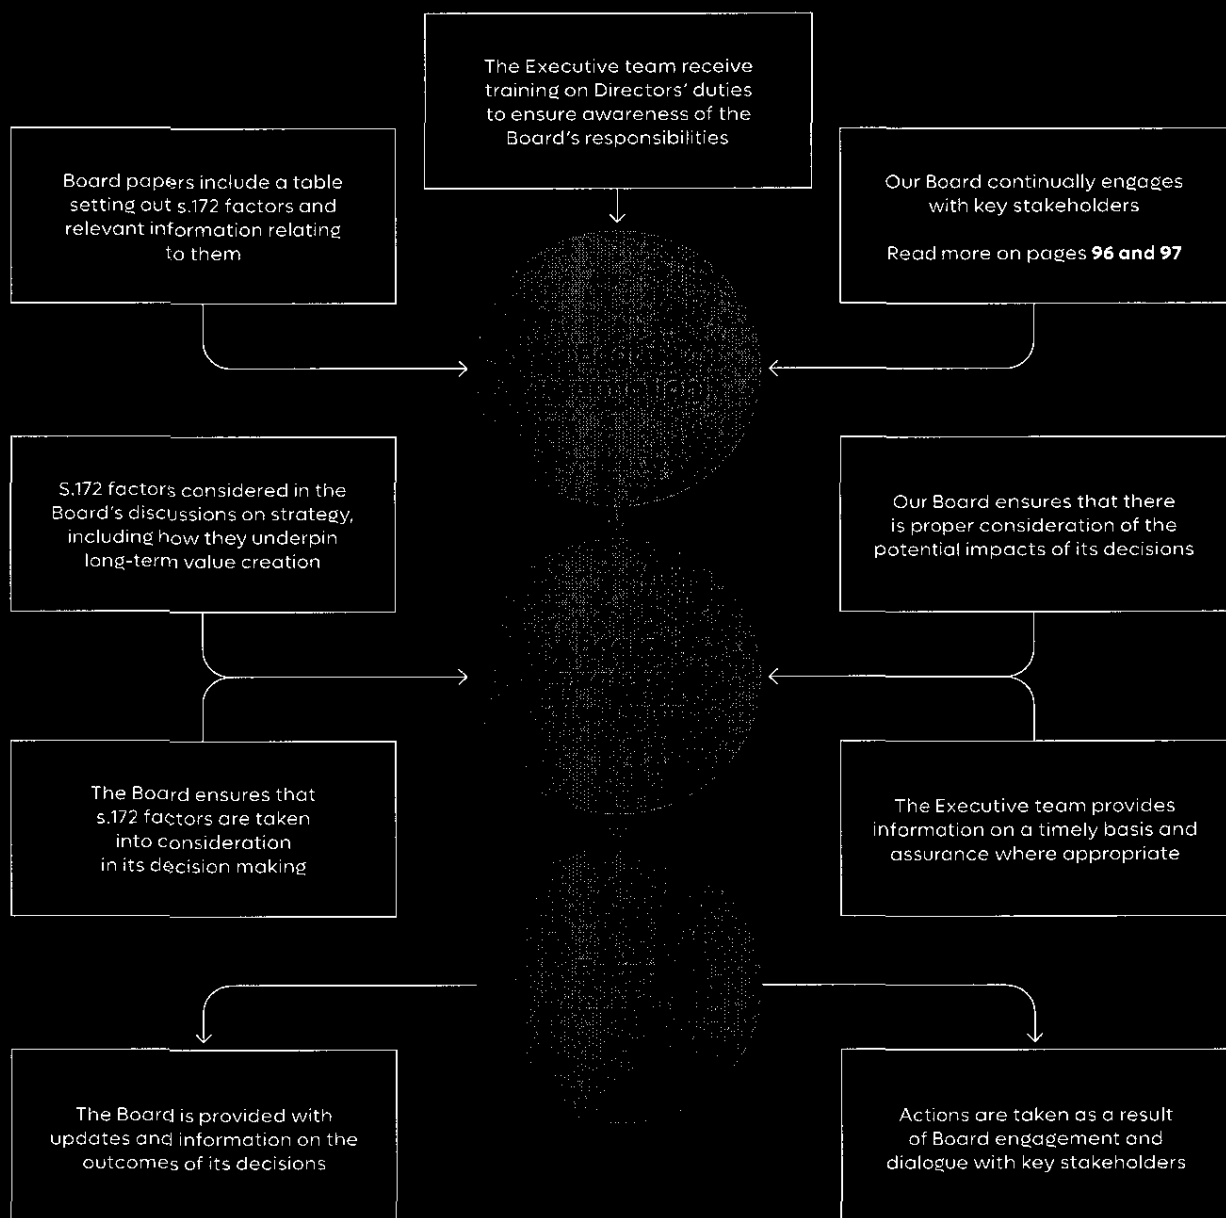 The Executive team receive
training on Directors' duties
to ensure awareness of the
Board's responsibilities
Board papers include a table
setting out s.172 factors and
relevant information relating
to them
Our Board continually engages
with key stakeholders
Read more on pages 96 and 97
S.172 factors considered in the
Board's discussions on strategy,
including how they underpin
long-term value creation
Our Board ensures that there
is proper consideration of the
potential impacts of its decisions
The Board ensures that
s.172 factors are taken
into consideration
in its decision making
The Executive team provides
information on a timely basis and
assurance where appropriate
The Board is provided with
updates and information on the
outcomes of its decisions
Actions are taken as a result
of Board engagement and
dialogue with key stakeholders